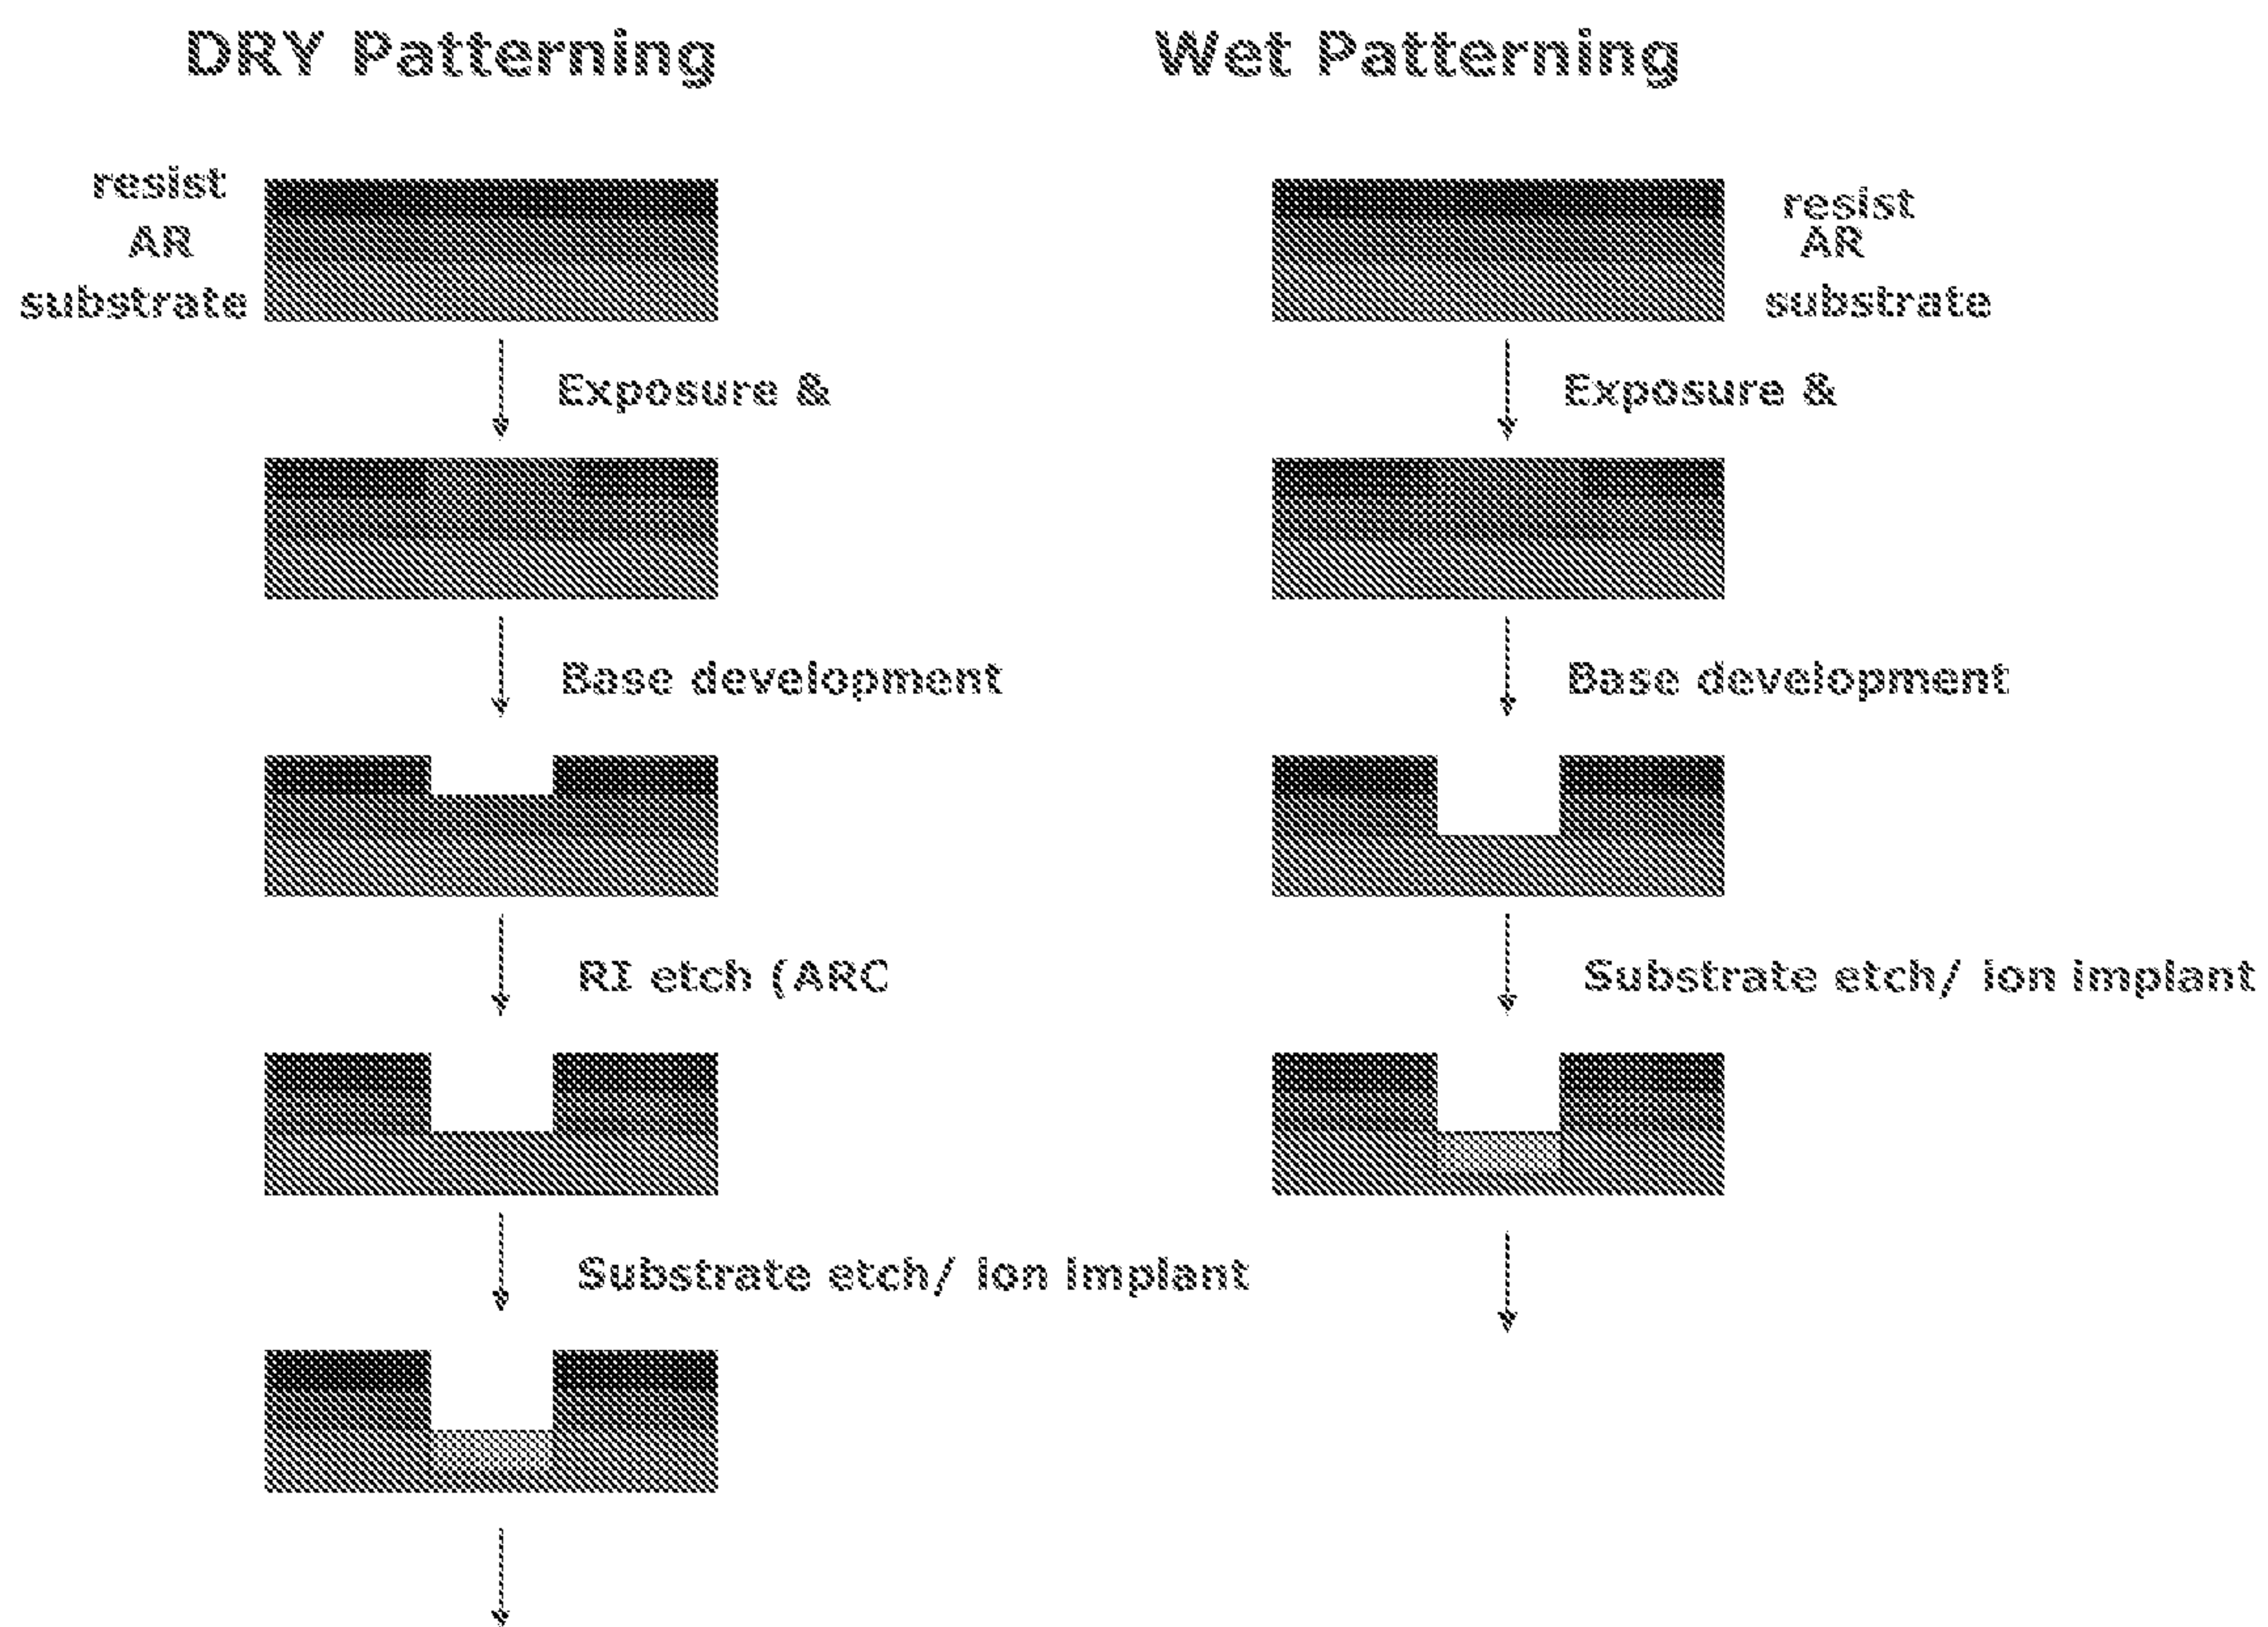 DRY Patterning
resist
AR
substrate
Exposure &
Base development
RI etch (ARC
Substrate etch/ ion implant
Wet Patterning
resist
AR
substrate
Exposure &
Base development
Substrate etch/ ion implant